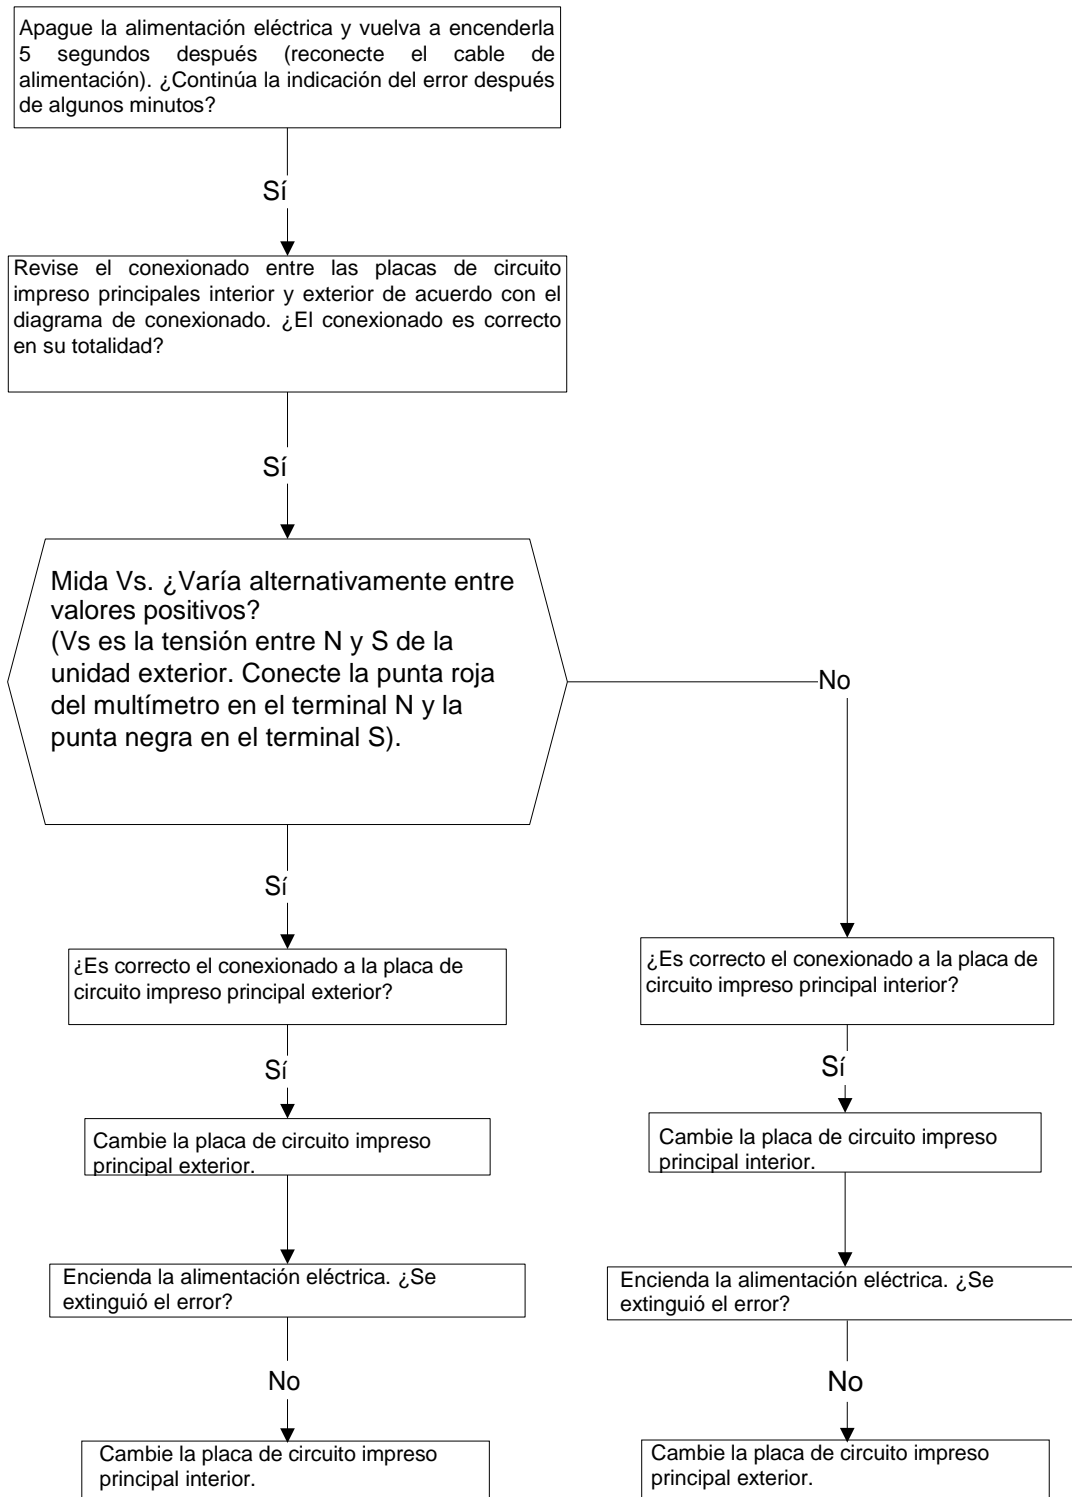 Apague la alimentación eléctrica y vuelva a encenderla
5 segundos después (reconecte el cable de
alimentación). ¿Continúa la indicación del error después
de algunos minutos?
Sí
Revise el conexionado entre las placas de circuito
impreso principales interior y exterior de acuerdo con el
diagrama de conexionado. ¿El conexionado es correcto
en su totalidad?
Sí
Mida Vs. ¿Varía alternativamente entre
valores positivos?
(Vs es la tensión entre N y S de la
unidad exterior. Conecte la punta roja
del multímetro en el terminal N y la
punta negra en el terminal S).
No
Sí
¿Es correcto el conexionado a la placa de
circuito impreso principal exterior?
¿Es correcto el conexionado a la placa de
circuito impreso principal interior?
Sí
Sí
Cambie la placa de circuito impreso
principal exterior.
Cambie la placa de circuito impreso
principal interior.
Encienda la alimentación eléctrica. ¿Se
extinguió el error?
Encienda la alimentación eléctrica. ¿Se
extinguió el error?
No
No
Cambie la placa de circuito impreso
principal interior.
Cambie la placa de circuito impreso
principal exterior.